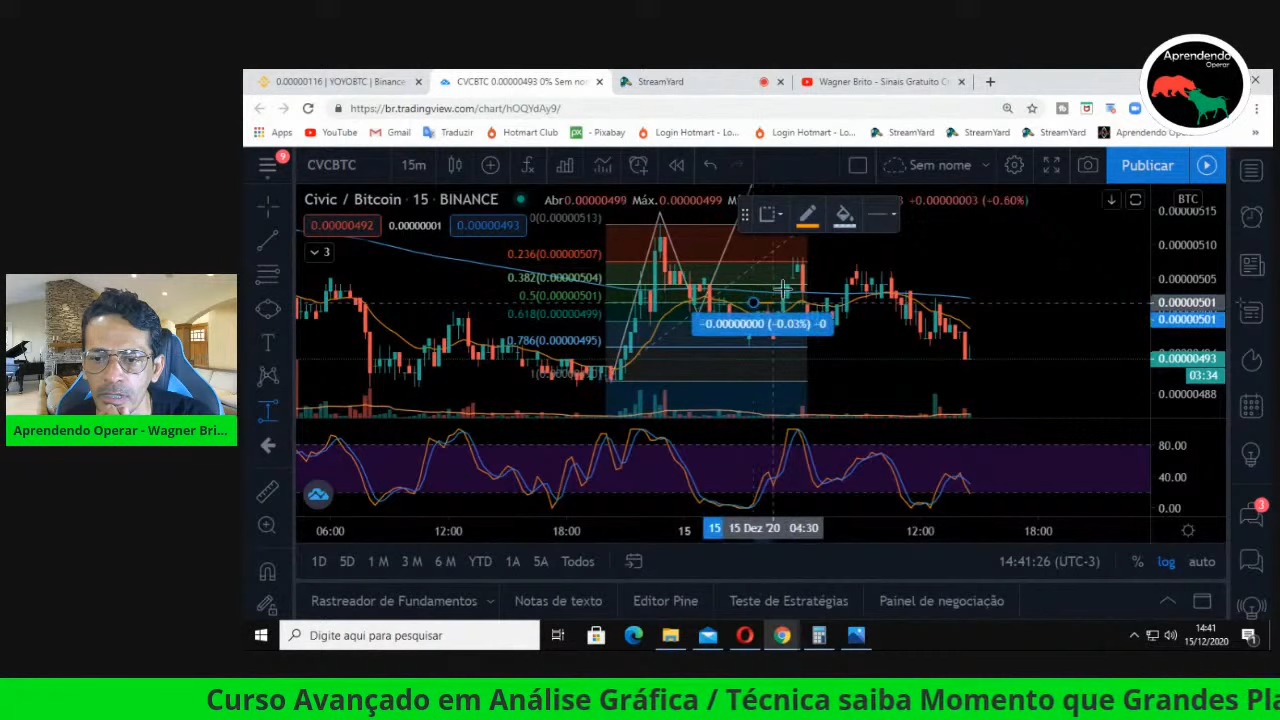 Aprendendo
Operar
0.00000116 | YOYOBTC | Binance
CVCBTC 0.00000493 0% Sem no
StreamYard
Wagner Brito - Sinais Gratuito
https://br.tradingview.com/chart/hOQYdAy9/
Apps
YouTube
Gmail
Traduzir
Hotmart Club
- Pixabay
Login Hotmart - Lo...
Login Hotmart - Lo...
StreamYard
StreamYard
StreamYard
Aprendendo
9
CVCBTC
15m
Sem nome
Publicar
Civic / Bitcoin · 15 · BINANCE
Abr0.00000499 Máx.0.00000499
+0.00000003 (+0.60%)
BTC
0.00000492
0.00000001
0.00000493
3
0(0.00000513)
0.236(0.00000507)
0.382(0.00000504)
0.5(0.00000501)
0.618(0.00000499)
0.786(0.00000495)
-0.00000000 (-0.03%) -0
0.00000515
0.00000510
0.00000505
0.00000501
0.00000501
0.00000493
03:34
0.00000488
80.00
40.00
0.00
06:00
12:00
18:00
15
15
15 Dez '20
04:30
12:00
18:00
3
1D
5D
1 M
3 M
6 M
YTD
1A
5A
Todos
14:41:26 (UTC-3)
%
log
auto
Rastreador de Fundamentos
Notas de texto
Editor Pine
Teste de Estratégias
Painel de negociação
Digite aqui para pesquisar
14:41
15/12/2020
Aprendendo Operar - Wagner Bri...
Curso Avançado em Análise Gráfica / Técnica saiba Momento que Grandes Pla